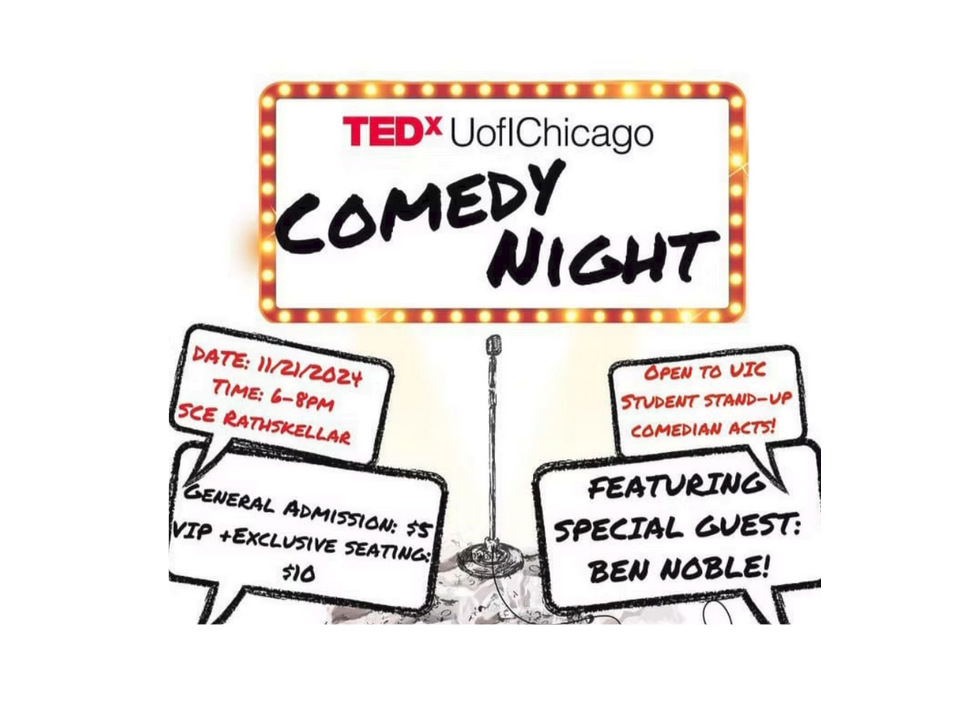 TEDx UofIChicago
COMEDY
NIGHT
DATE: 11/21/2024
TIME: 6-8PM
SCE RATHSKELLAR
OPEN TO UIC
STUDENT STAND-UP
COMEDIAN ACTS!
GENERAL ADMISSION: $5
VIP +EXCLUSIVE SEATING:
$10
FEATURING
SPECIAL GUEST:
BEN NOBLE!